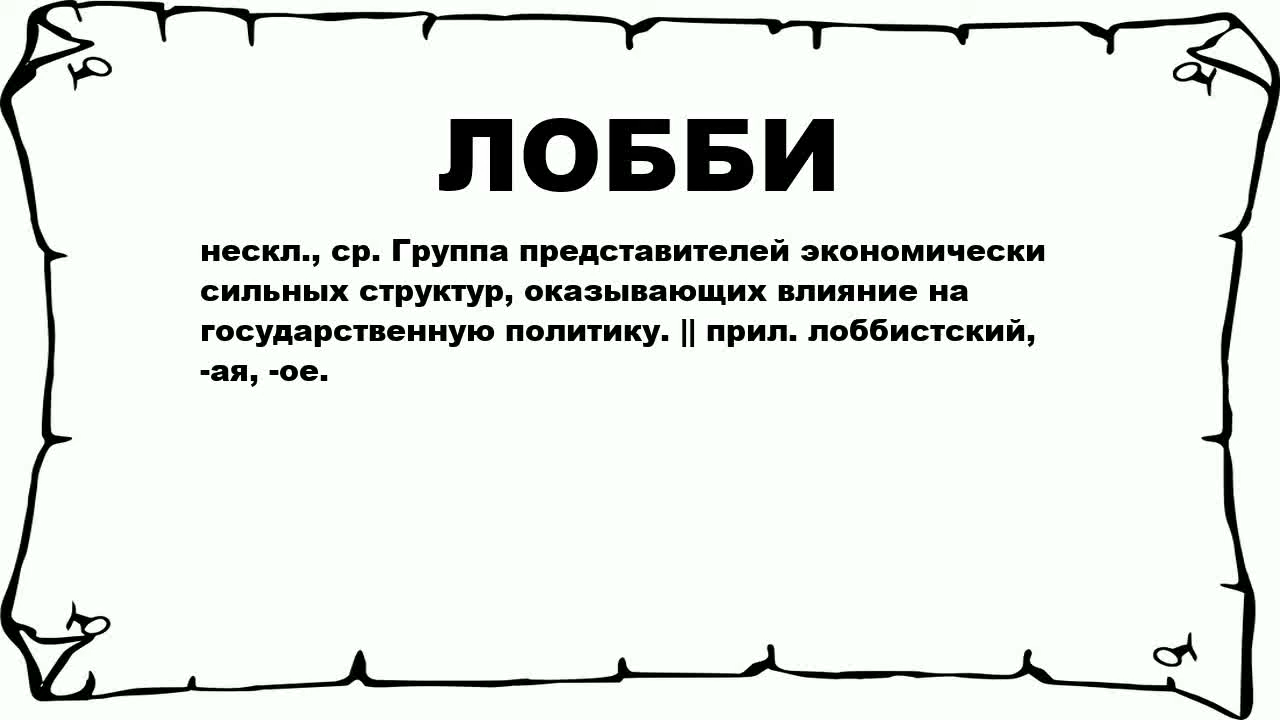 ЛОББИ
нескл., ср. Группа представителей экономически
сильных структур, оказывающих влияние на
государственную политику. || прил. лоббистский,
-ая, -ое.